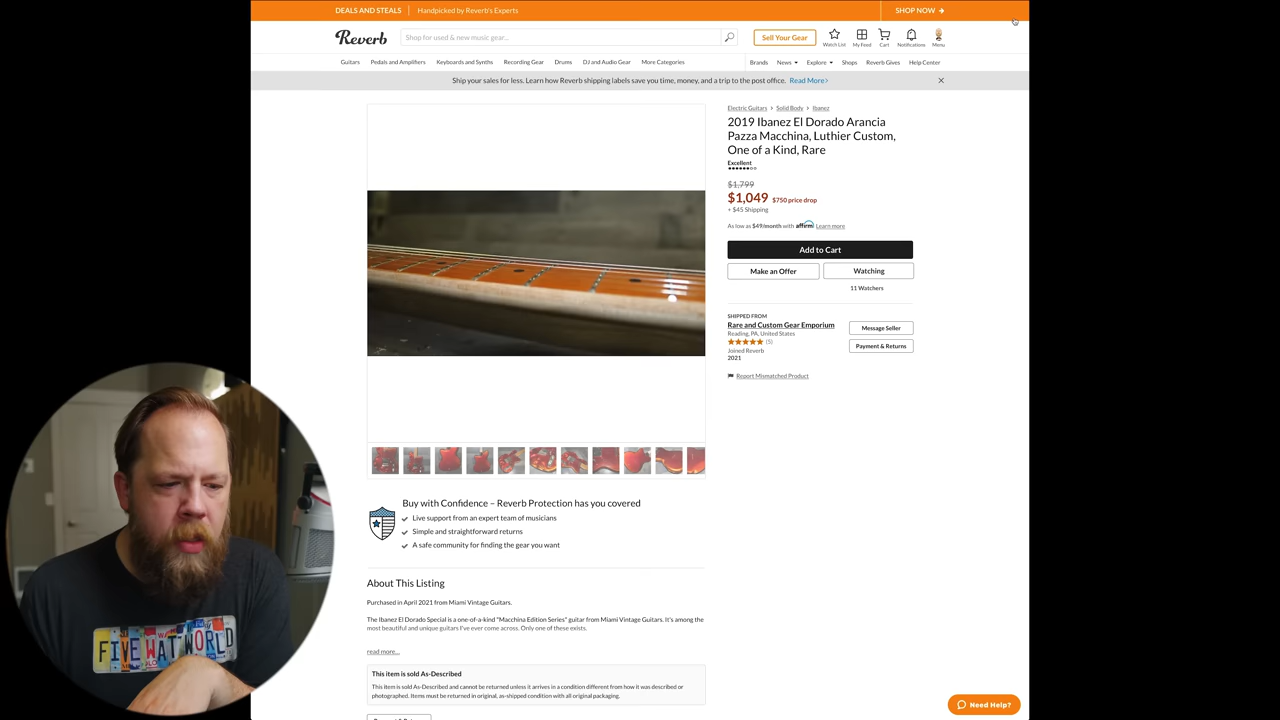 DEALS AND STEALS Handpicked by Reverb's Experts SHOP NOW →
Reverb Shop for used & new music gear... Sell Your Gear Watch List My Feed Cart Notifications Menu
Guitars Pedals and Amplifiers Keyboards and Synths Recording Gear Drums DJ and Audio Gear More Categories Brands News Explore Shops Reverb Gives Help Center
Ship your sales for less. Learn how Reverb shipping labels save you time, money, and a trip to the post office. Read More>
Electric Guitars > Solid Body > Ibanez
2019 Ibanez El Dorado Arancia
Pazza Macchina, Luthier Custom,
One of a Kind, Rare
Excellent
$1,799
$1,049 $750 price drop
+ $45 Shipping
As low as $49/month with affirm Learn more
Add to Cart
Make an Offer Watching
11 Watchers
SHIPPED FROM
Rare and Custom Gear Emporium
Reading, PA, United States
(5)
Joined Reverb
2021
Message Seller
Payment & Returns
Report Mismatched Product
Buy with Confidence – Reverb Protection has you covered
Live support from an expert team of musicians
Simple and straightforward returns
A safe community for finding the gear you want
About This Listing
Purchased in April 2021 from Miami Vintage Guitars.
The Ibanez El Dorado Special is a one-of-a-kind "Macchina Edition Series" guitar from Miami Vintage Guitars. It's among the
most beautiful and unique guitars I've ever come across. Only one of these exists.
read more...
This item is sold As-Described
This item is sold As-Described and cannot be returned unless it arrives in a condition different from how it was described or
photographed. Items must be returned in original, as-shipped condition with all original packaging.
Need Help?
FIVE WAT WORLD